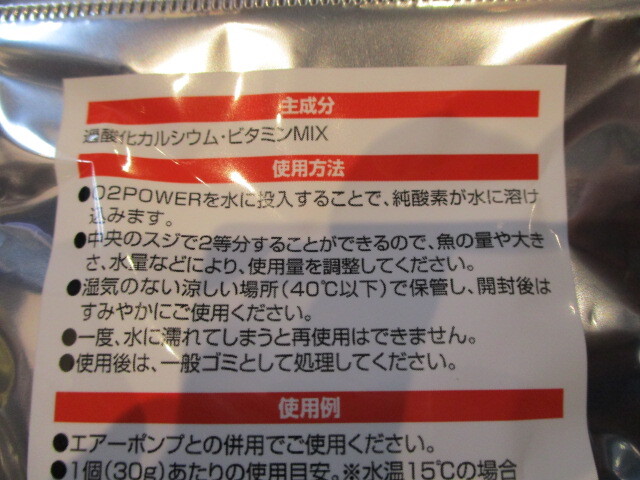 主成分
過酸化カルシウム・ビタミンMIX
使用方法
●O2POWERを水に投入することで、純酸素が水に溶け
込みます。
●中央のスジで2等分することができるので、魚の量や大き
さ、水量などにより、使用量を調整してください。
●湿気のない涼しい場所(40℃以下)で保管し、開封後は
すみやかにご使用ください。
●一度、水に濡れてしまうと再使用はできません。
●使用後は、一般ゴミとして処理してください。
使用例
●エアーポンプとの併用でご使用ください。
●1個(30g)あたりの使用目安。※水温15℃の場合